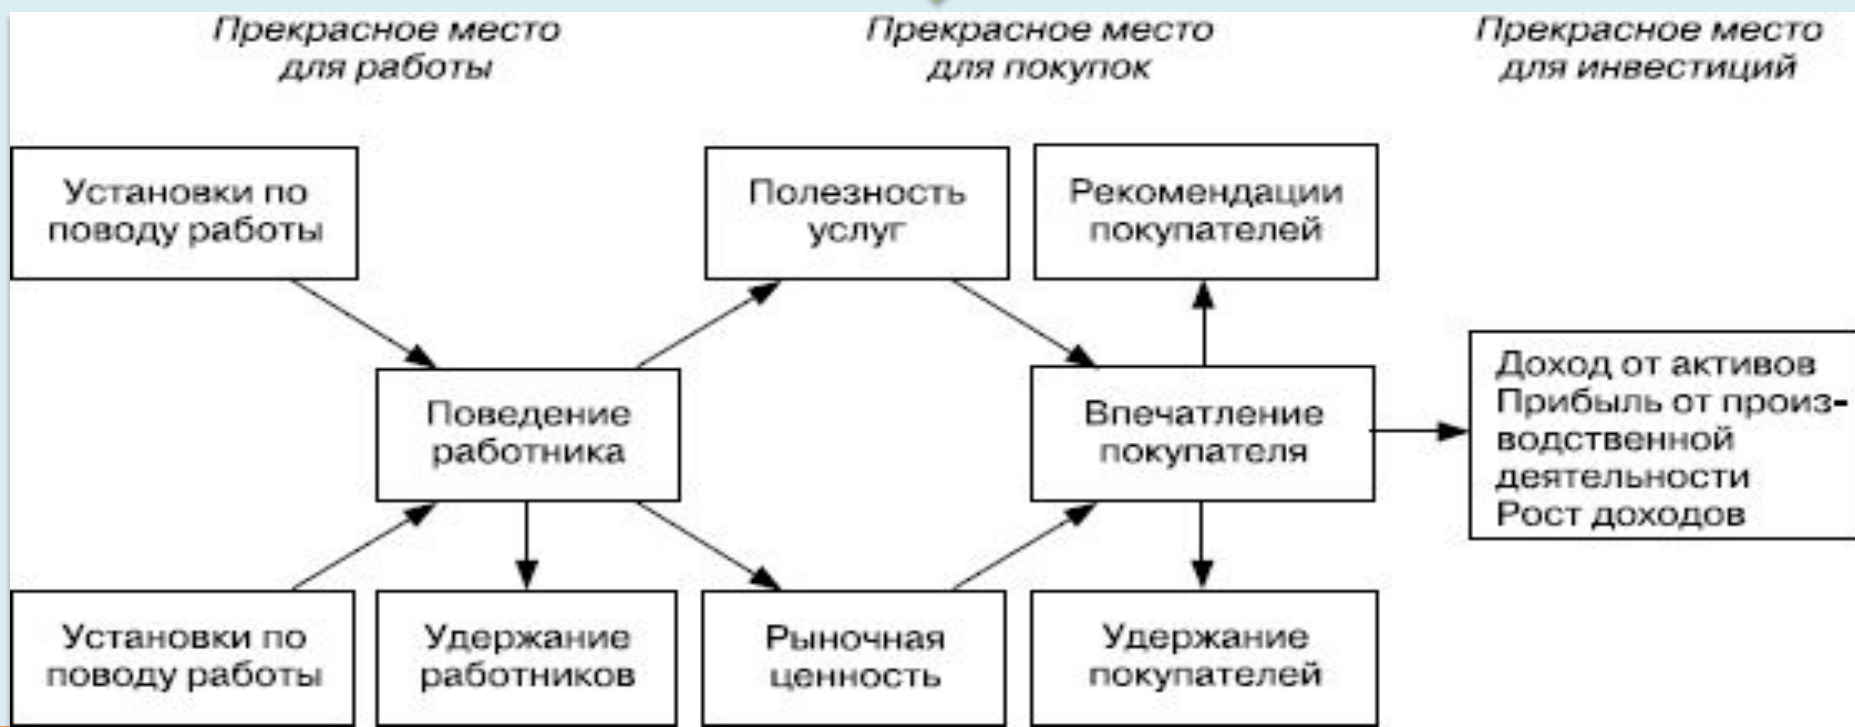 Прекрасное место
для работы
Прекрасное место
для покупок
Прекрасное место
для инвестиций
Установки по
поводу работы
Полезность
услуг
Рекомендации
покупателей
Поведение
работника
Впечатление
покупателя
Доход от активов
Прибыль от произ-
водственной
деятельности
Рост доходов
Установки по
поводу работы
Удержание
работников
Рыночная
ценность
Удержание
покупателей